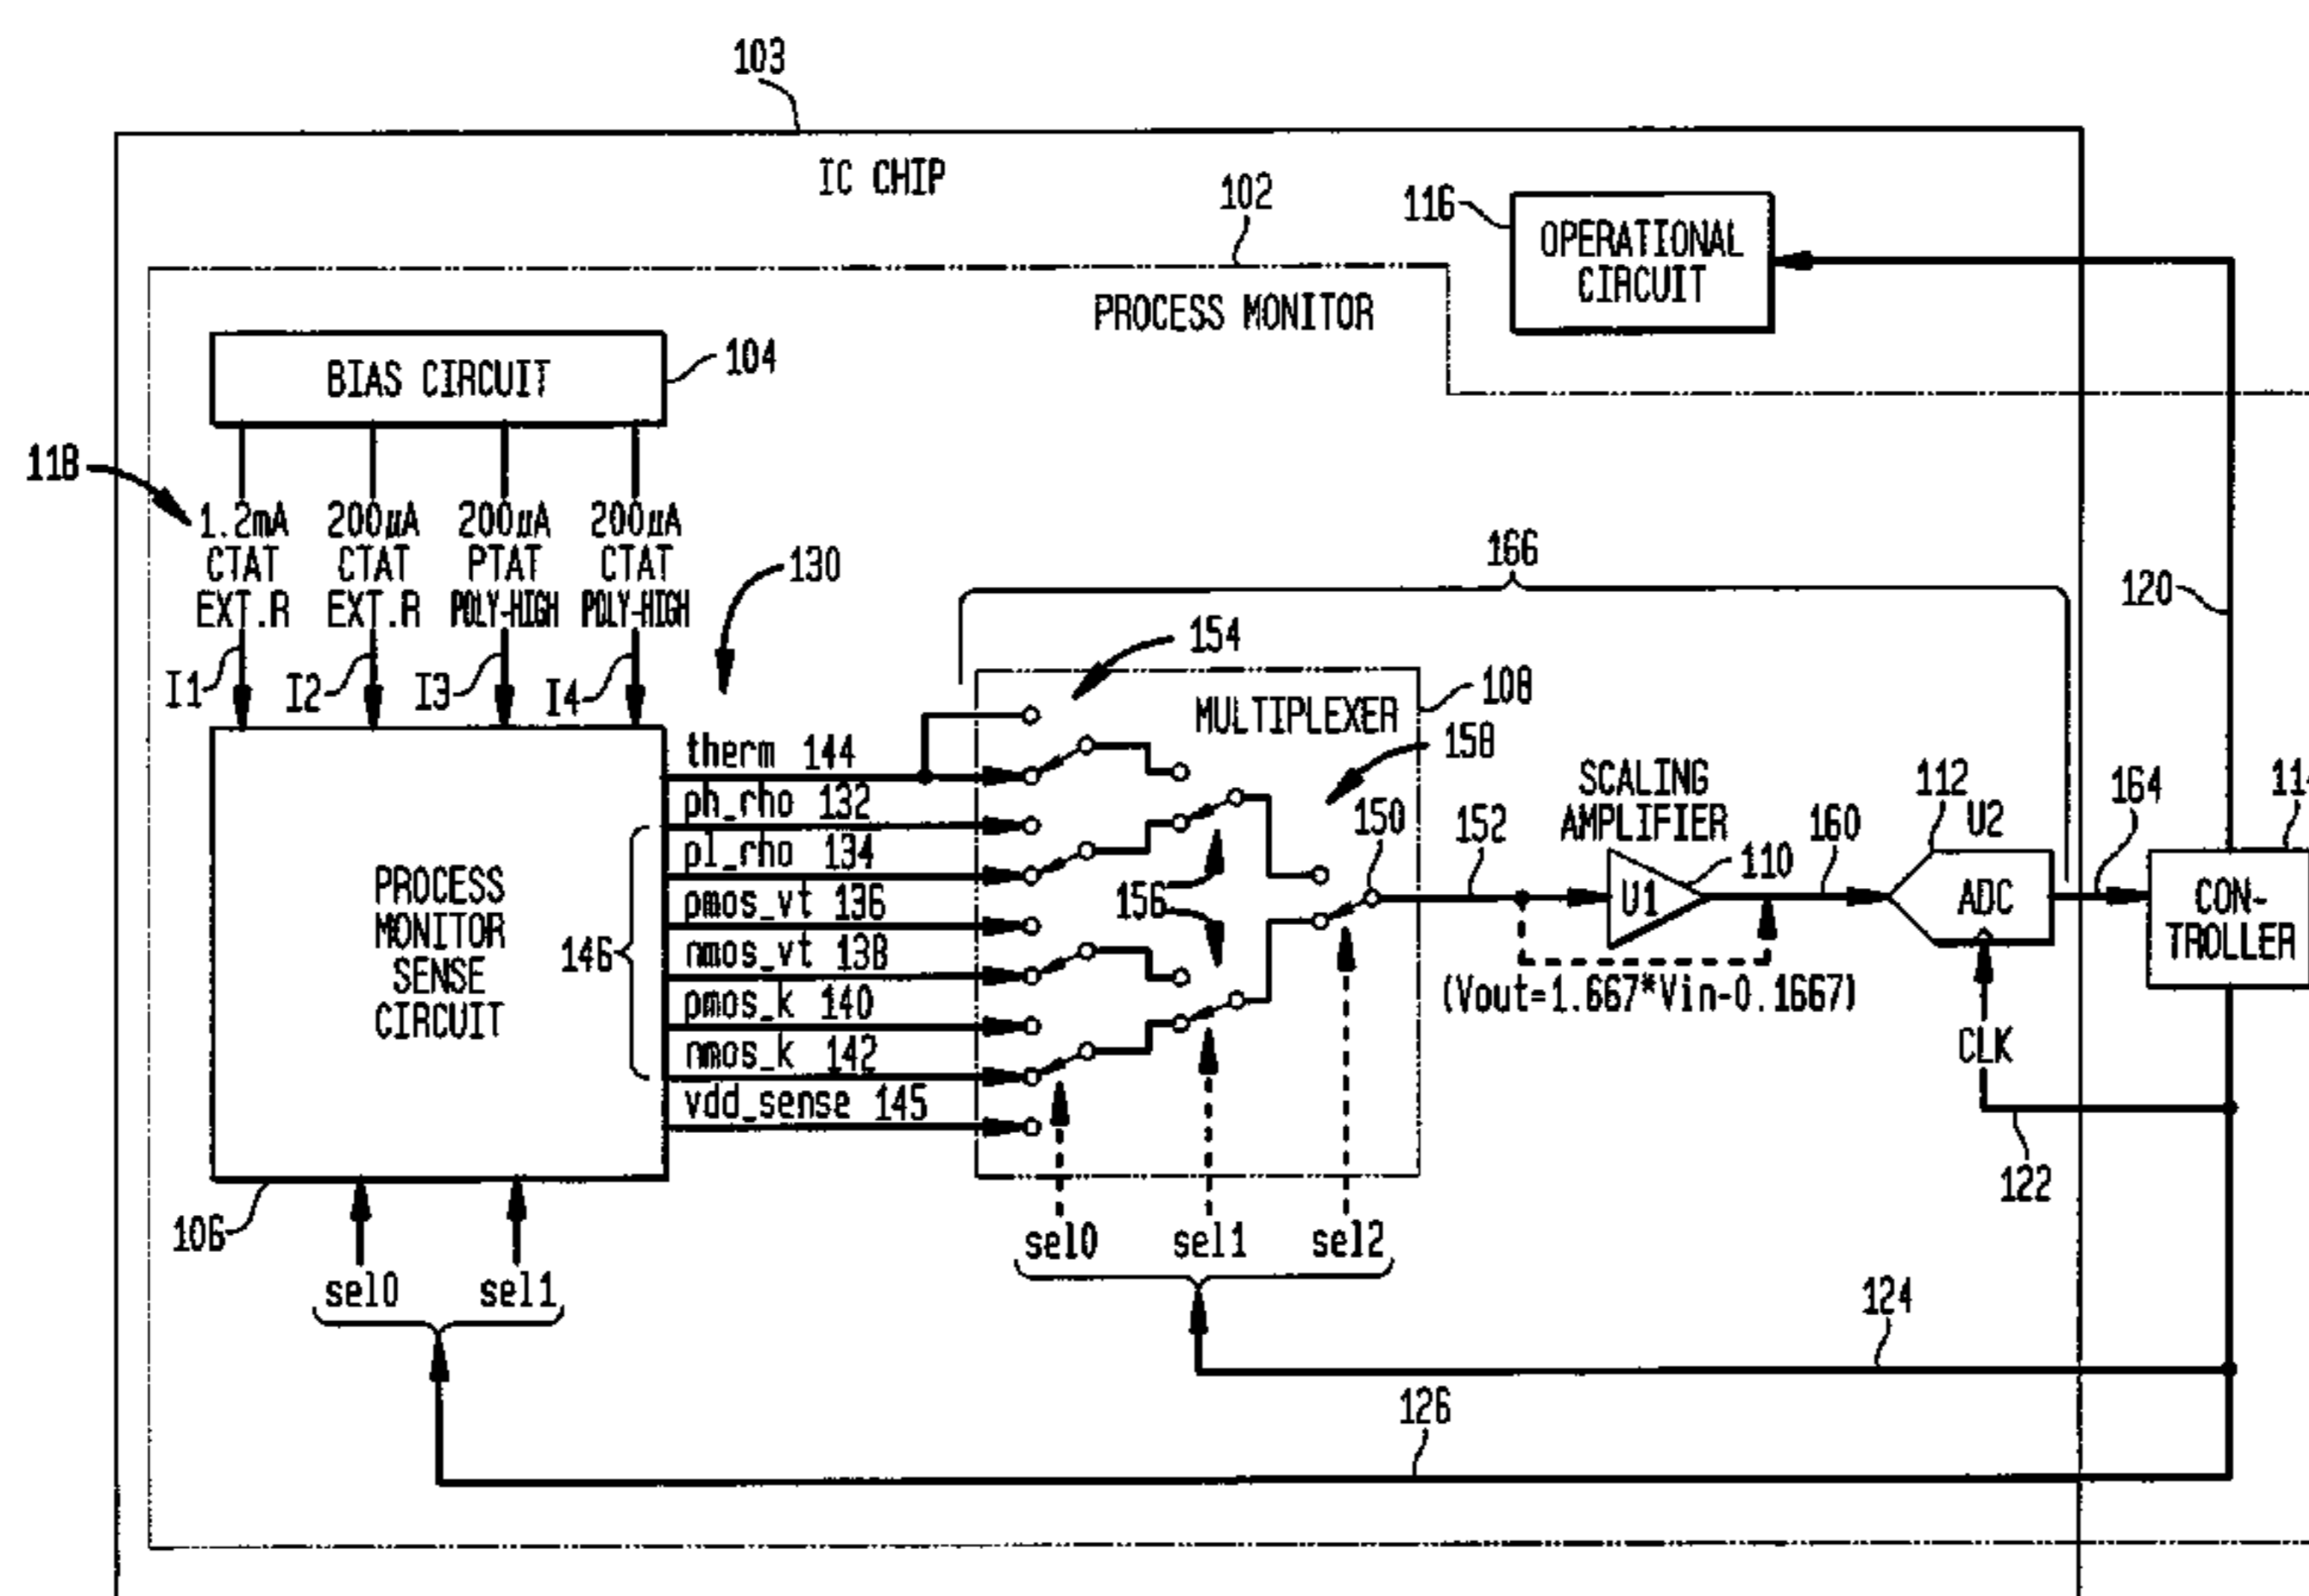 103
IC CHIP
102
116
OPERATIONAL
CIRCUIT
PROCESS MONITOR
BIAS CIRCUIT
104
118
1.2mA
CTAT
EXT.R
200µA
CTAT
EXT.R
200µA
PTAT
POLY-HIGH
200µA
CTAT
POLY-HIGH
130
166
120
I1
I2
I3
I4
154
MULTIPLEXER
108
158
therm 144
ph_rho 132
pl_rho 134
pmos_vt 136
nmos_vt 138
pmos_k 140
nmos_k 142
vdd_sense 145
146
PROCESS
MONITOR
SENSE
CIRCUIT
156
150
152
SCALING
AMPLIFIER
110
U1
160
112
U2
ADC
164
CON-
TROLLER
(Vout=1.667*Vin-0.1667)
CLK
122
106
sel0
sel1
sel0
sel1
sel2
124
126